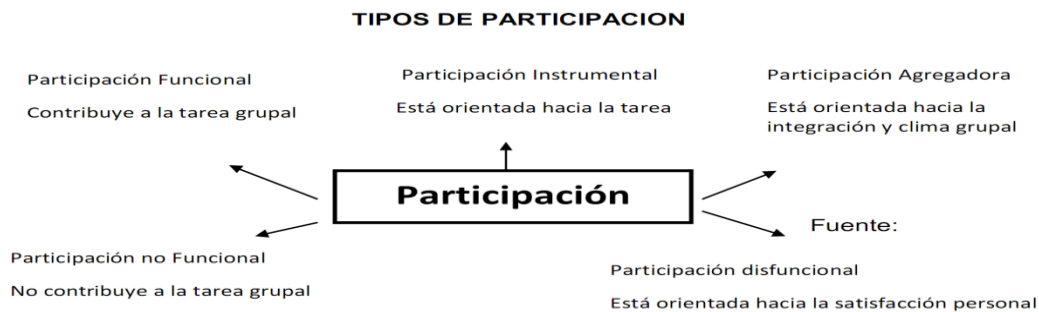 TIPOS DE PARTICIPACION
Participación Funcional
Contribuye a la tarea grupal
Participación Instrumental
Está orientada hacia la tarea
Participación Agregadora
Está orientada hacia la
integración y clima grupal
Participación
Fuente:
Participación no Funcional
No contribuye a la tarea grupal
Participación disfuncional
Está orientada hacia la satisfacción personal